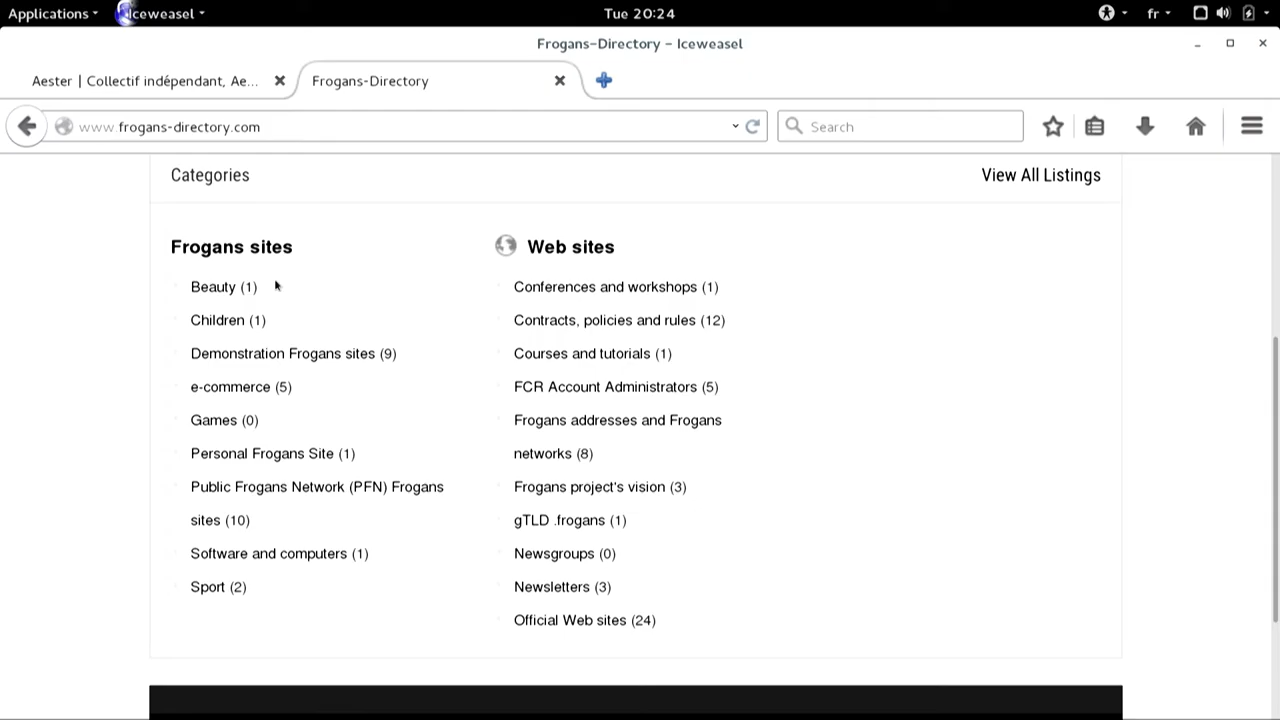 Applications
Iceweasel
Tue 20:24
fr
Frogans-Directory - Iceweasel
Aester | Collectif indépendant, Ae...
Frogans-Directory
www.frogans-directory.com
Search
Categories
View All Listings
Frogans sites
Beauty (1)
Children (1)
Demonstration Frogans sites (9)
e-commerce (5)
Games (0)
Personal Frogans Site (1)
Public Frogans Network (PFN) Frogans
sites (10)
Software and computers (1)
Sport (2)
Web sites
Conferences and workshops (1)
Contracts, policies and rules (12)
Courses and tutorials (1)
FCR Account Administrators (5)
Frogans addresses and Frogans
networks (8)
Frogans project's vision (3)
gTLD .frogans (1)
Newsgroups (0)
Newsletters (3)
Official Web sites (24)